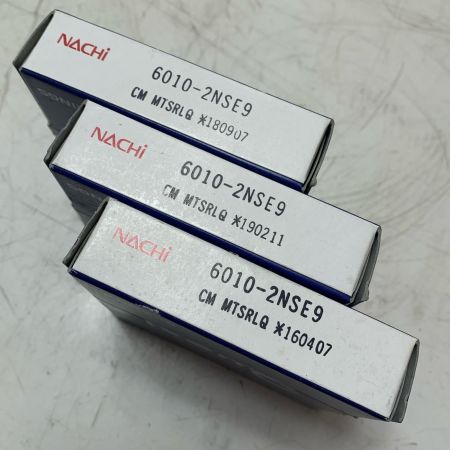 NACHi
6010-2NSE9
CM MTSRLQ *180907
NACHi
6010-2NSE9
CM MTSRLQ *190211
NACHi
6010-2NSE9
CM MTSRLQ *160407